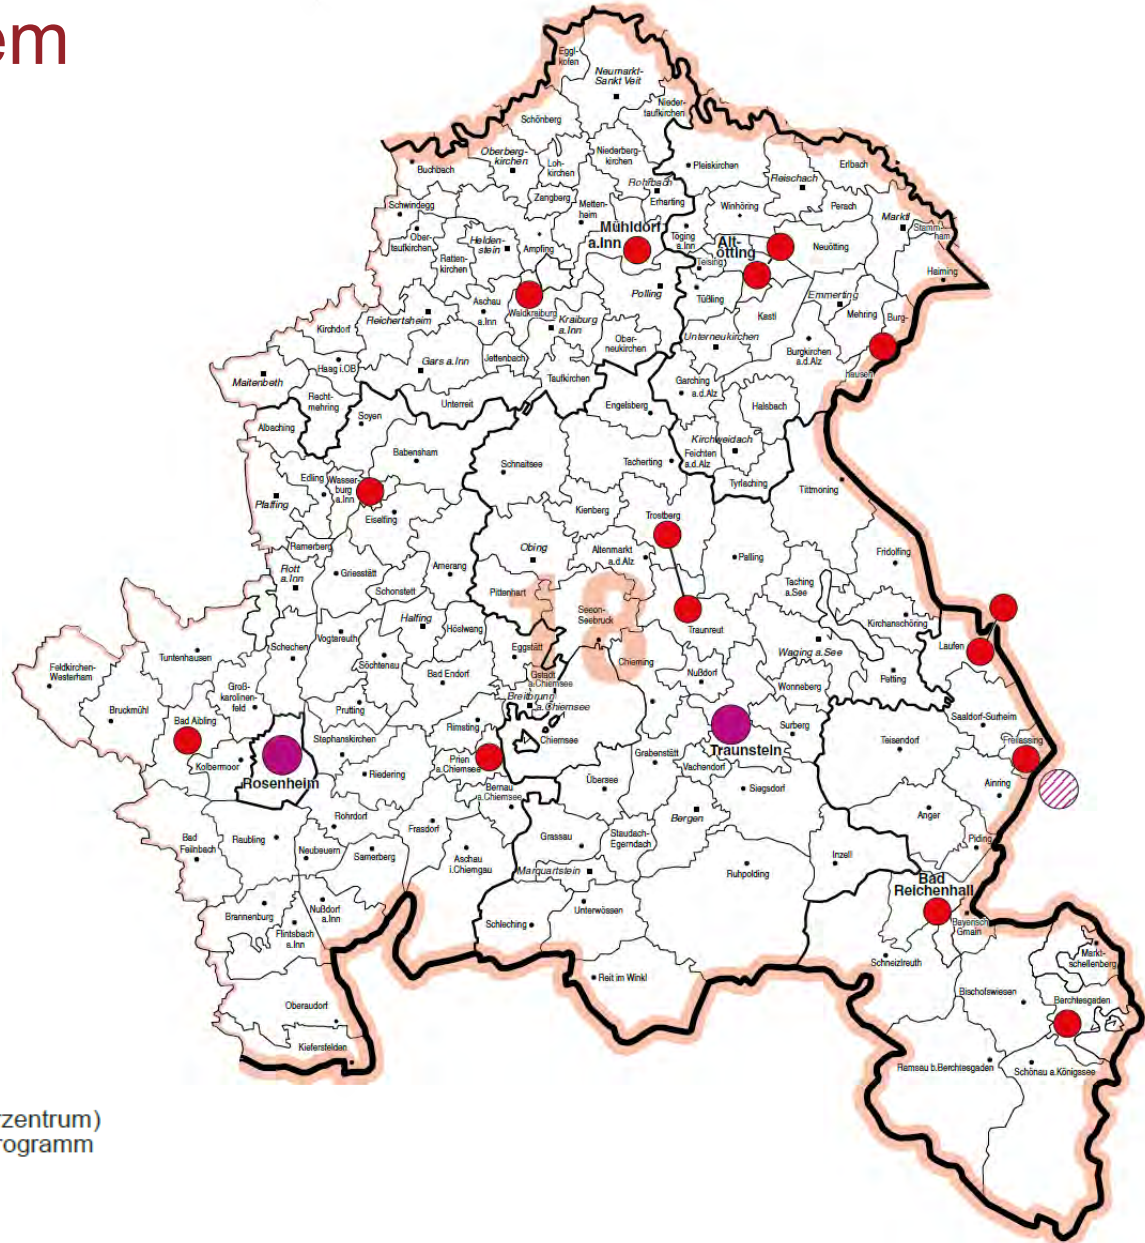 em
Eggl-
kofen
Neumarkt-
Sankt Veit
Nieder-
taufkirchen
Schönberg
Oberberg-
kirchen
Loh-
kirchen
Niederberg-
kirchen
Buchbach
Pleiskirchen
Erlbach
Reischach
Rohrbach
Erharting
Zangberg
Metten-
heim
Schwindegg
Winhöring
Perach
Marktl
Stamm-
ham
Ober-
taufkirchen
Helden-
stein
Ampfing
Mühldorf
a.Inn
Töging
a.Inn
Alt-
ötting
Neuötting
Ratten-
kirchen
Teising
Haiming
Polling
Tüßling
Emmerting
Aschau
a.Inn
Waldkraiburg
Kastl
Mehring
Burg-
hausen
Reichertsheim
Kraiburg
a.Inn
Kirchdorf
Ober-
neukirchen
Unterneukirchen
Burgkirchen
a.d.Alz
Haag i.OB
Gars a.Inn
Jettenbach
Maitenbeth
Taufkirchen
Garching
a.d.Alz
Recht-
mehring
Unterreit
Engelsberg
Halsbach
Soyen
Albaching
Kirchweidach
Babensham
Feichten
a.d.Alz
Schnaitsee
Tacherting
Edling
Wasser-
burg
a.Inn
Tyrlaching
Tittmoning
Pfaffing
Eiselfing
Kienberg
Trostberg
Ramerberg
Obing
Altenmarkt
a.d.Alz
Palling
Fridolfing
Rott
a.Inn
Griesstätt
Amerang
Schonstett
Pittenhart
18
Taching
a.See
Seeon-
Seebruck
Halfing
Höslwang
Traunreut
Kirchanschöring
Vogtareuth
Schechen
Eggstätt
Laufen
Tuntenhausen
Waging a.See
Feldkirchen-
Westerham
Söchtenau
Bad Endorf
Gstadt
a.Chiemsee
Chieming
Nußdorf
Petting
Groß-
karolinen-
feld
Breitbrunn
a.Chiemsee
Wonneberg
Bruckmühl
Prutting
Bad Aibling
Rimsting
Surberg
Saaldorf-Surheim
Stephanskirchen
Chiemsee
Traunstein
Teisendorf
Freilassing
Prien
a.Chiemsee
Grabenstätt
Kolbermoor
Riedering
Vachendorf
Rosenheim
Übersee
Siegsdorf
Ainring
Bernau
a.Chiemsee
Rohrdorf
Bergen
Anger
Frasdorf
Bad
Feilnbach
Raubling
Grassau
Staudach-
Egerndach
Piding
Neubeuern
Samerberg
Aschau
i.Chiemgau
Inzell
Marquartstein
Ruhpolding
Bad
Reichenhall
Nußdorf
a.Inn
Brannenburg
Unterwössen
Schleching
Bayerisch
Gmain
Flintsbach
a.Inn
Markt-
schellenberg
Schneizlreuth
Reit im Winkl
Bischofswiesen
Berchtesgaden
Oberaudorf
Kiefersfelden
Ramsau b.Berchtesgaden
Schönau a.Königssee
rzentrum)
rogramm